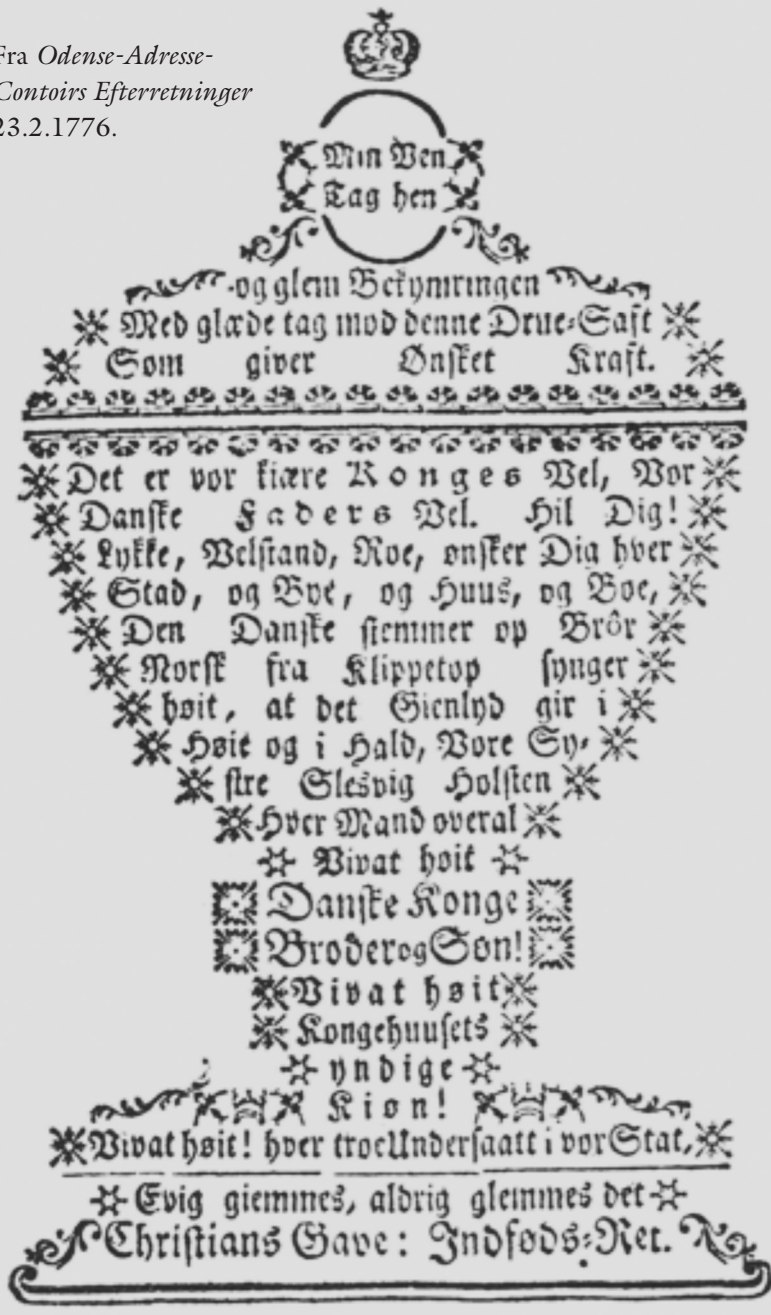 Fra Odense-Adresse-
Contoirs Efterretninger
23.2.1776.
Min Ven
Tag hen
og glem Bekymringen
Med glæde tag mod denne Drue-Saft
Som giver Ønsket Kraft.
Det er vor kiære Konges Vel, Vor
Danske Faders Vel. Hil Dig!
Lykke, Velstand, Roe, ønsker Dig hver
Stad, og Bye, og Huus, og Boe,
Den Danske stemmer op Brôr
Norsk fra Klippetop synger
høit, at det Gienlyd gir i
Høit og i Hald, Vore Sy-
stre Slesvig Holsten
Hver Mand overal
Vivat høit
Danske Konge
Broder og Søn!
Vivat høit
Kongehuusets
yndige
Kiøn!
Vivat høit! hver troe Undersaatt i vor Stat,
Evig giemmes, aldrig glemmes det
Christians Gave: Indføds-Ret.